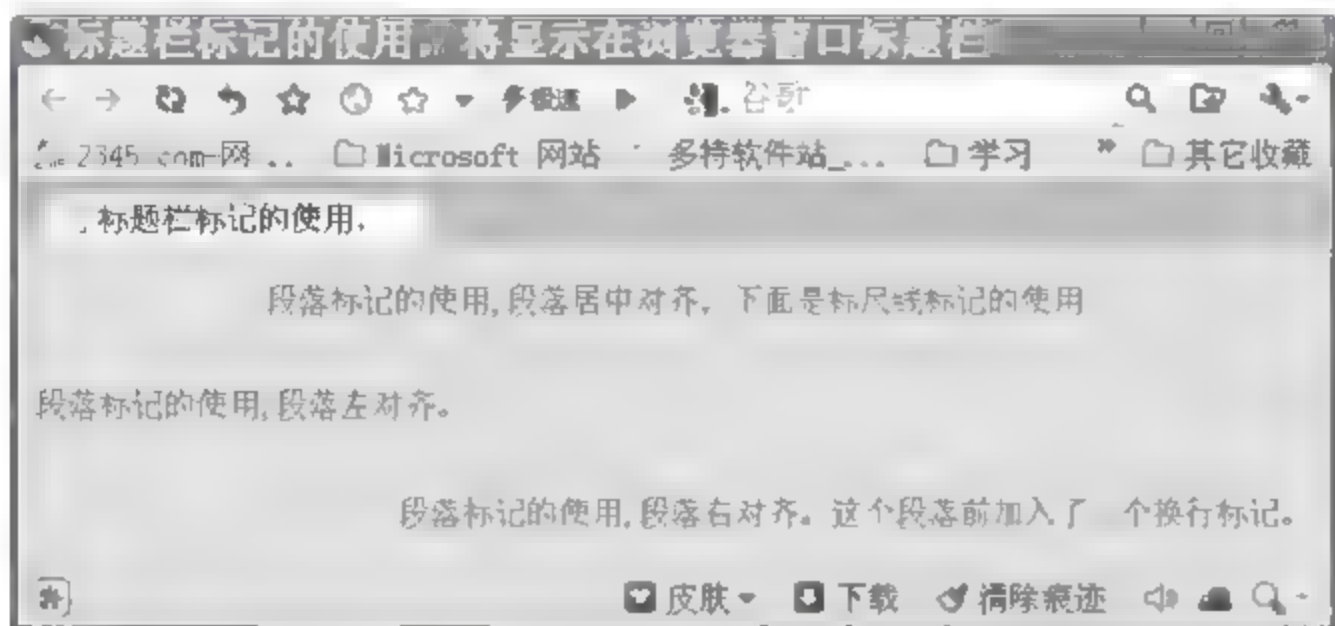 标题栏标记的使用 将显示在浏览器窗口标题栏
极速 谷歌
2345.com-网.. Microsoft 网站 多特软件站_... 学习 » 其它收藏
标题栏标记的使用,
段落标记的使用,段落居中对齐。下面是标尺线标记的使用
段落标记的使用,段落左对齐。
段落标记的使用,段落右对齐。这个段落前加入了 个换行标记。
皮肤 下载 清除痕迹